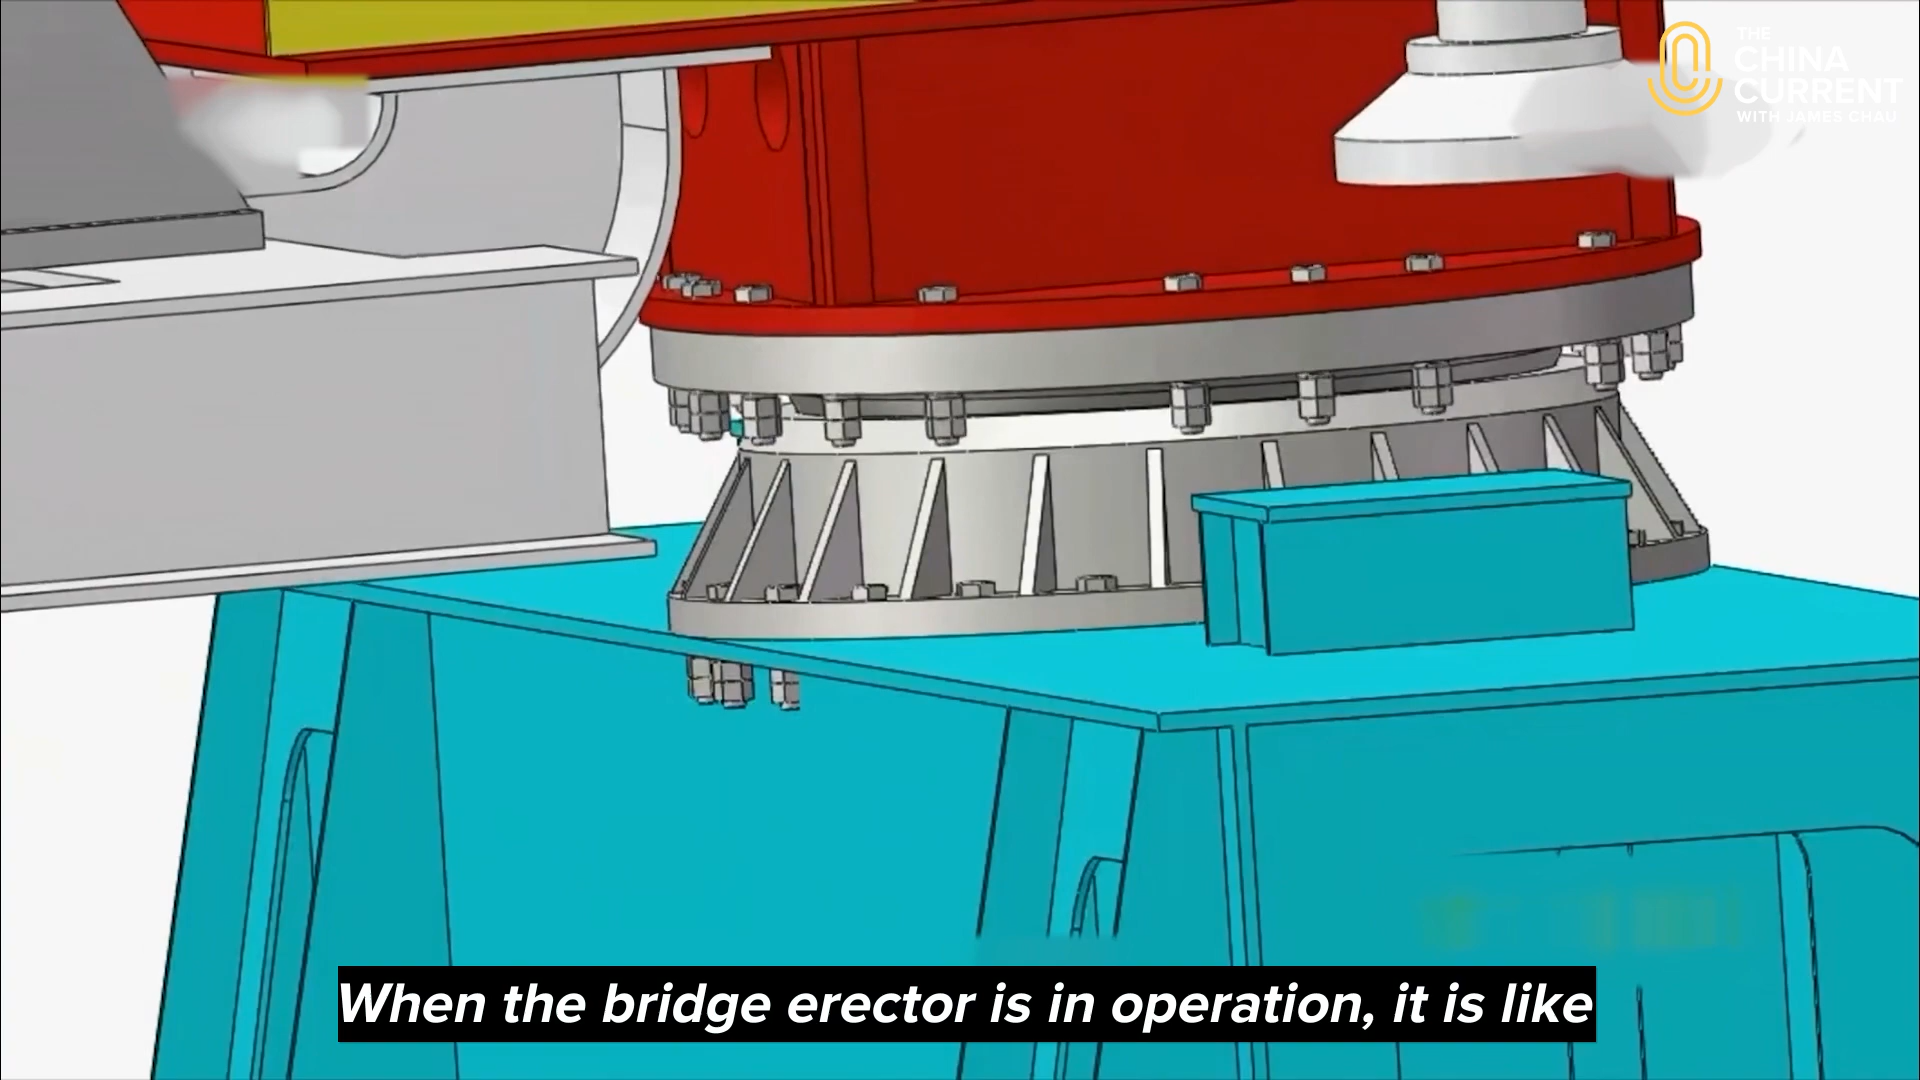 THE
CHINA
CURRENT
WITH JAMES CHAU
When the bridge erector is in operation, it is like